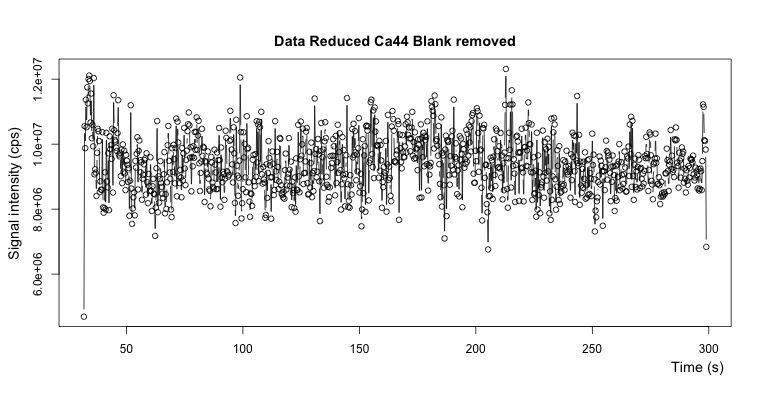 Data Reduced Ca44 Blank removed
Signal intensity (cps)
1.2e+07
1.0e+07
8.0e+06
6.0e+06
50 100 150 200 250 300
Time (s)